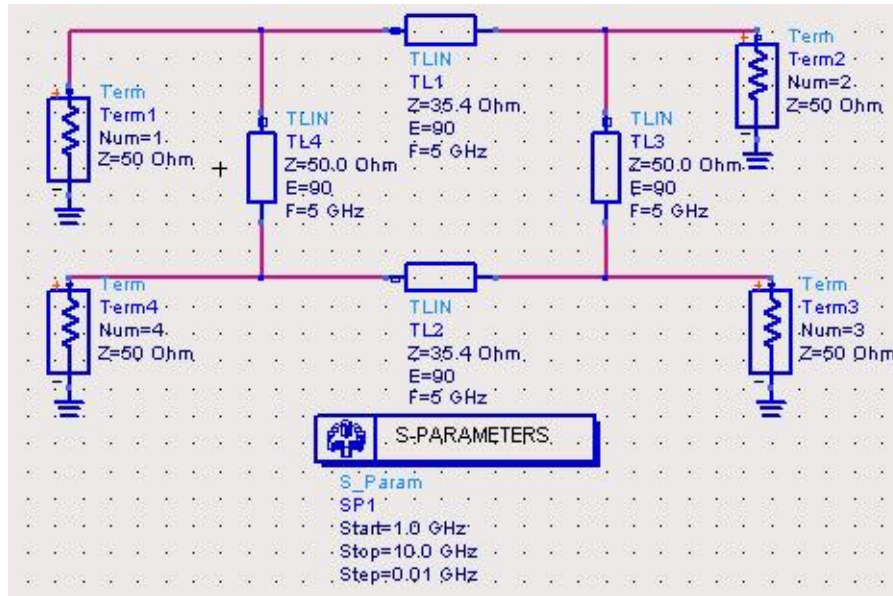 TLIN
TL1
Z=35.4 Ohm
E=90
F=5 GHz
Term
Term2
Num=2
Z=50 Ohm
Term
Term1
Num=1
Z=50 Ohm
TLIN
TL4
Z=50.0 Ohm
E=90
F=5 GHz
TLIN
TL3
Z=50.0 Ohm
E=90
F=5 GHz
Term
Term4
Num=4
Z=50 Ohm
TLIN
TL2
Z=35.4 Ohm
E=90
F=5 GHz
Term
Term3
Num=3
Z=50 Ohm
S-PARAMETERS
S_Param
SP1
Start=1.0 GHz
Stop=10.0 GHz
Step=0.01 GHz